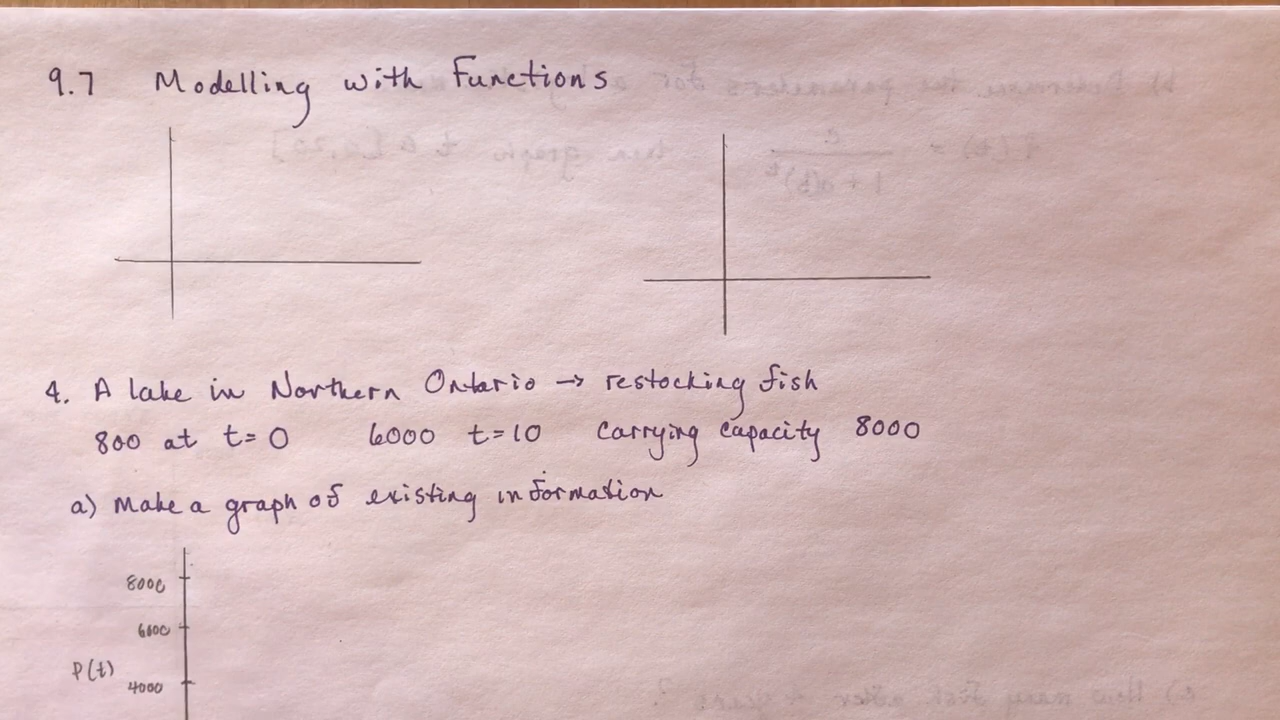 9.7 Modelling with Functions
4. A lake in Northern Ontario → restocking fish
800 at t=0 6000 t=10 carrying capacity 8000
a) Make a graph of existing information
8000
6000
P(t)
4000